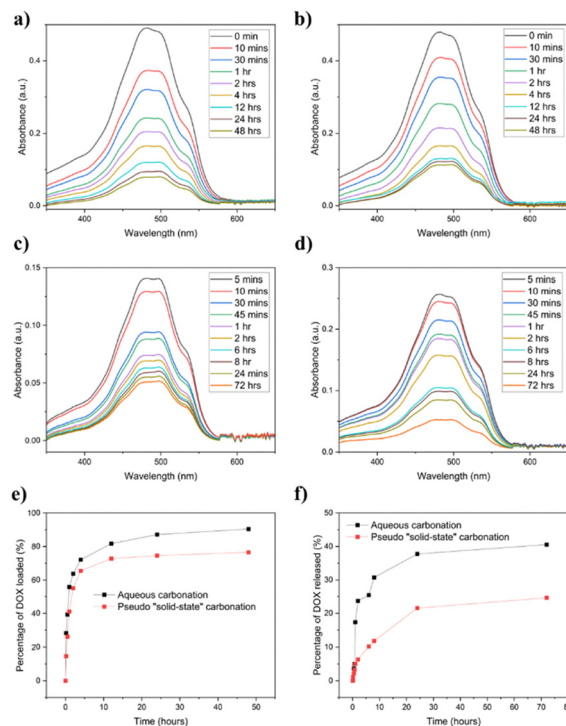 a)
0 min
10 mins
30 mins
1 hr
2 hrs
4 hrs
12 hrs
24 hrs
48 hrs
Absorbance (a.u.)
0.4
0.2
0.0
400 500 600
Wavelength (nm)
b)
0 min
10 mins
30 mins
1 hr
2 hrs
4 hrs
12 hrs
24 hrs
48 hrs
Absorbance (a.u.)
0.4
0.2
0.0
400 500 600
Wavelength (nm)
c)
5 mins
10 mins
30 mins
45 mins
1 hr
2 hrs
6 hrs
8 hr
24 mins
72 hrs
Absorbance (a.u.)
0.15
0.10
0.05
0.00
400 500 600
Wavelength (nm)
d)
5 mins
10 mins
30 mins
45 mins
1 hr
2 hrs
6 hrs
8 hrs
24 hrs
72 hrs
Absorbance (a.u.)
0.3
0.2
0.1
0.0
400 500 600
Wavelength (nm)
e)
Percentage of DOX loaded (%)
100
90
80
70
60
50
40
30
20
10
0
Aqueous carbonation
Pseudo "solid-state" carbonation
0 10 20 30 40 50
Time (hours)
f)
Percentage of DOX released (%)
50
40
30
20
10
0
Aqueous carbonation
Pseudo "solid-state" carbonation
0 10 20 30 40 50 60 70 80
Time (hours)